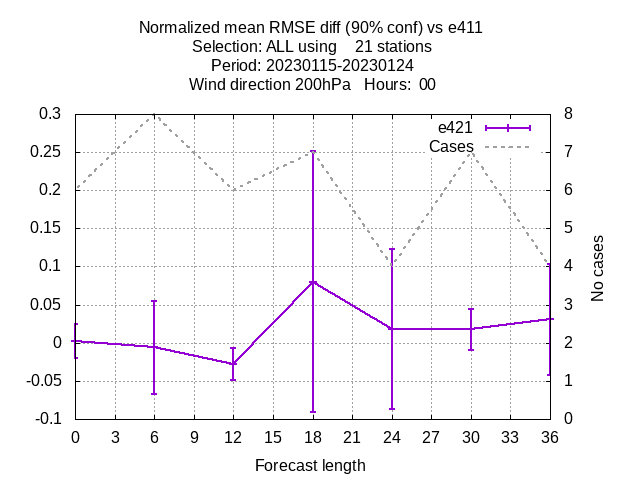 Normalized mean RMSE diff (90% conf) vs e411
Selection: ALL using    21 stations
Period: 20230115-20230124
Wind direction 200hPa   Hours:  00
e421
Cases
0.3
0.25
0.2
0.15
0.1
0.05
0
-0.05
-0.1
8
7
6
5
4
3
2
1
0
No cases
0 3 6 9 12 15 18 21 24 27 30 33 36
Forecast length